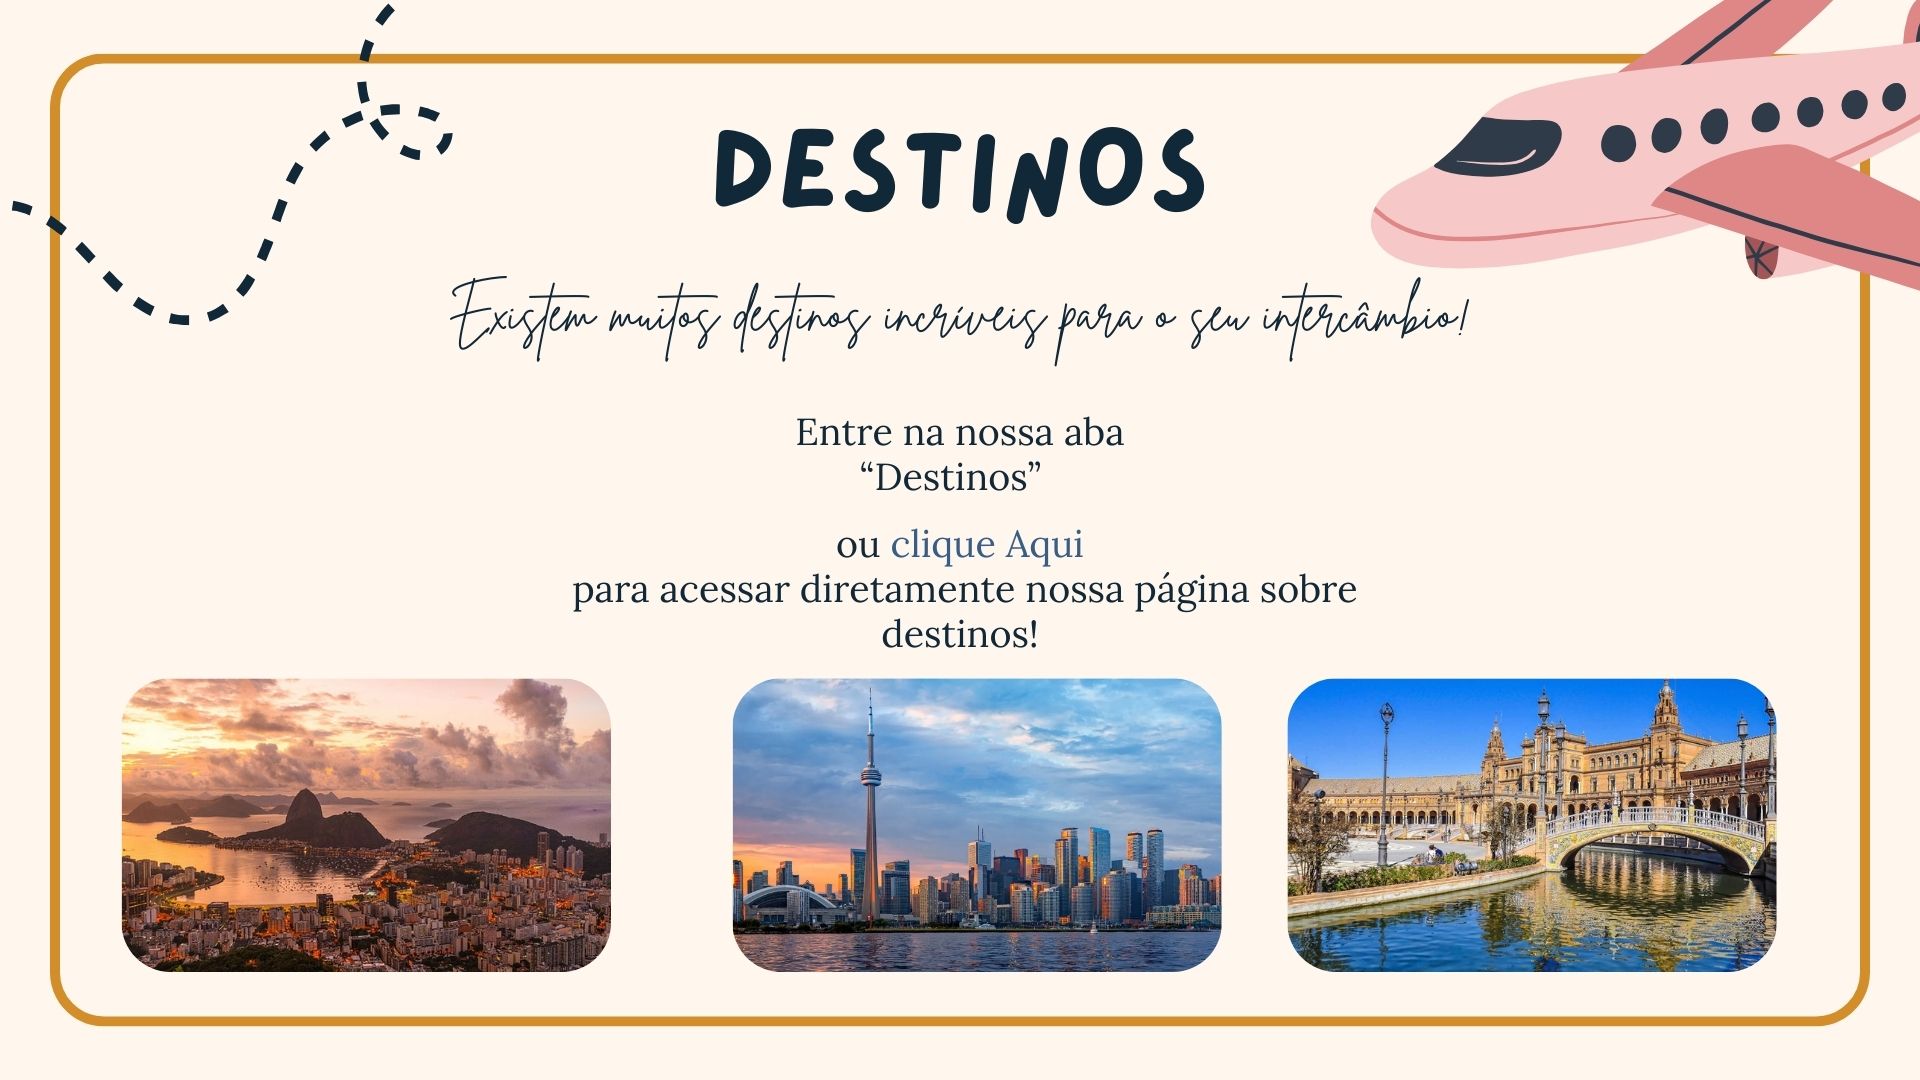 DESTINOS
Existem muitos destinos incríveis para o seu intercâmbio!
Entre na nossa aba
“Destinos”
ou clique Aqui
para acessar diretamente nossa página sobre
destinos!